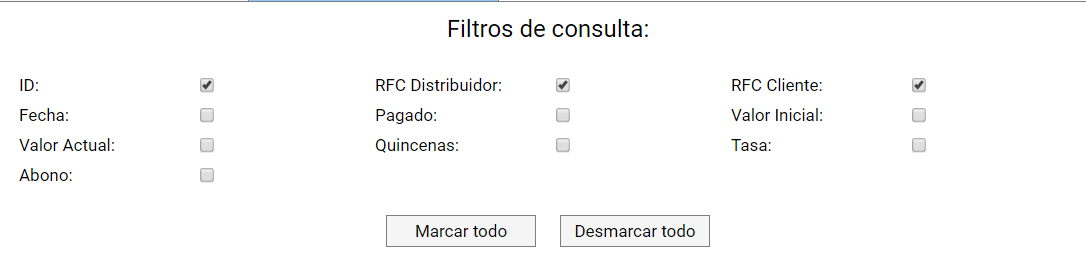 Filtros de consulta:
ID: RFC Distribuidor: RFC Cliente:
Fecha: Pagado: Valor Inicial:
Valor Actual: Quincenas: Tasa:
Abono:
Marcar todo Desmarcar todo